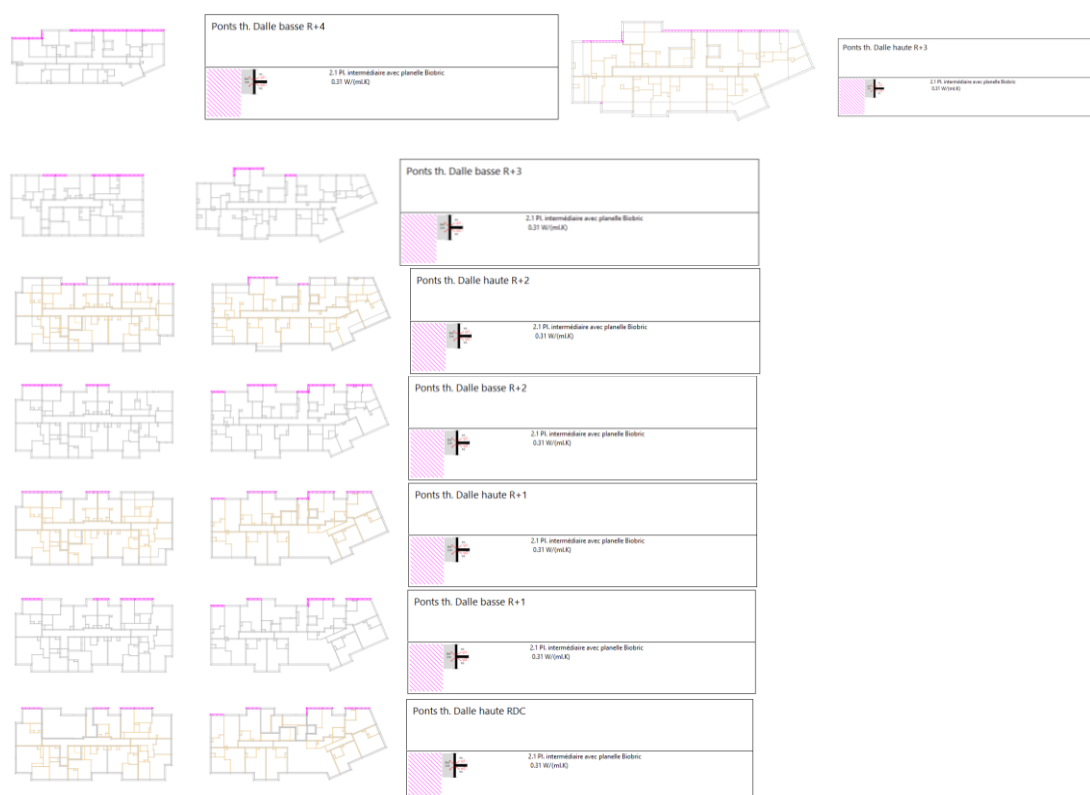 Ponts th. Dalle basse R+4
2.1 Pl. intermédiaire avec planelle Biobric
0.31 W/(ml.K)
Ponts th. Dalle haute R+3
2.1 Pl. intermédiaire avec planelle Biobric
0.31 W/(ml.K)
Ponts th. Dalle basse R+3
2.1 Pl. intermédiaire avec planelle Biobric
0.31 W/(ml.K)
Ponts th. Dalle haute R+2
2.1 Pl. intermédiaire avec planelle Biobric
0.31 W/(ml.K)
Ponts th. Dalle basse R+2
2.1 Pl. intermédiaire avec planelle Biobric
0.31 W/(ml.K)
Ponts th. Dalle haute R+1
2.1 Pl. intermédiaire avec planelle Biobric
0.31 W/(ml.K)
Ponts th. Dalle basse R+1
2.1 Pl. intermédiaire avec planelle Biobric
0.31 W/(ml.K)
Ponts th. Dalle haute RDC
2.1 Pl. intermédiaire avec planelle Biobric
0.31 W/(ml.K)